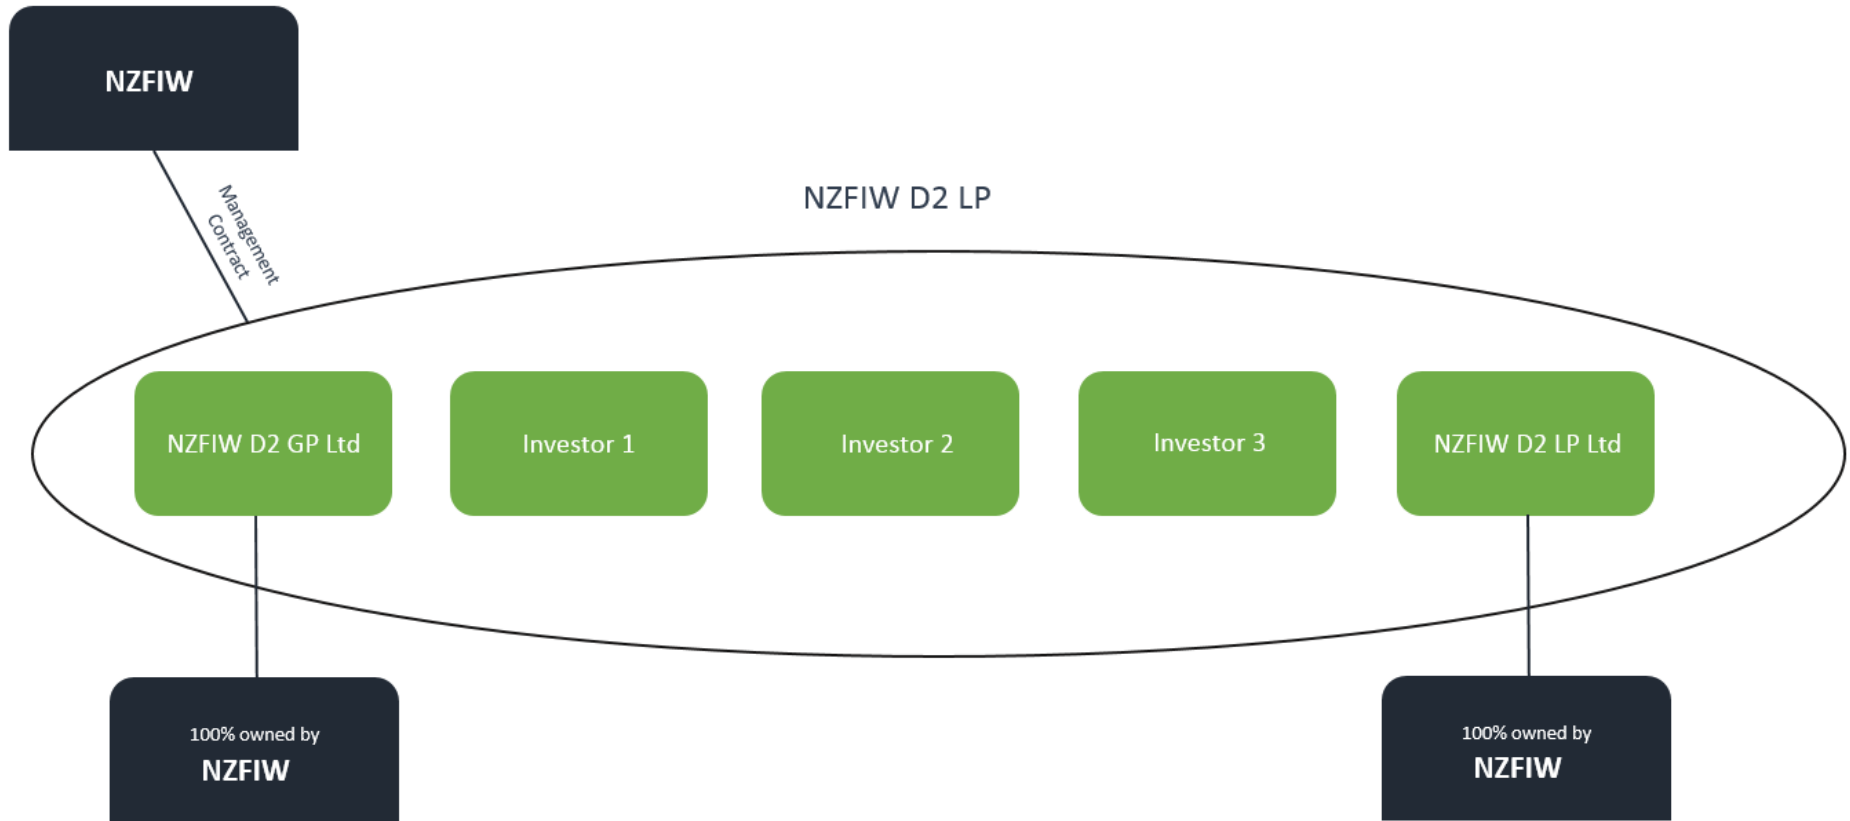 NZFIW
Management
Contract
NZFIW D2 LP
NZFIW D2 GP Ltd
Investor 1
Investor 2
Investor 3
NZFIW D2 LP Ltd
100% owned by
NZFIW
100% owned by
NZFIW